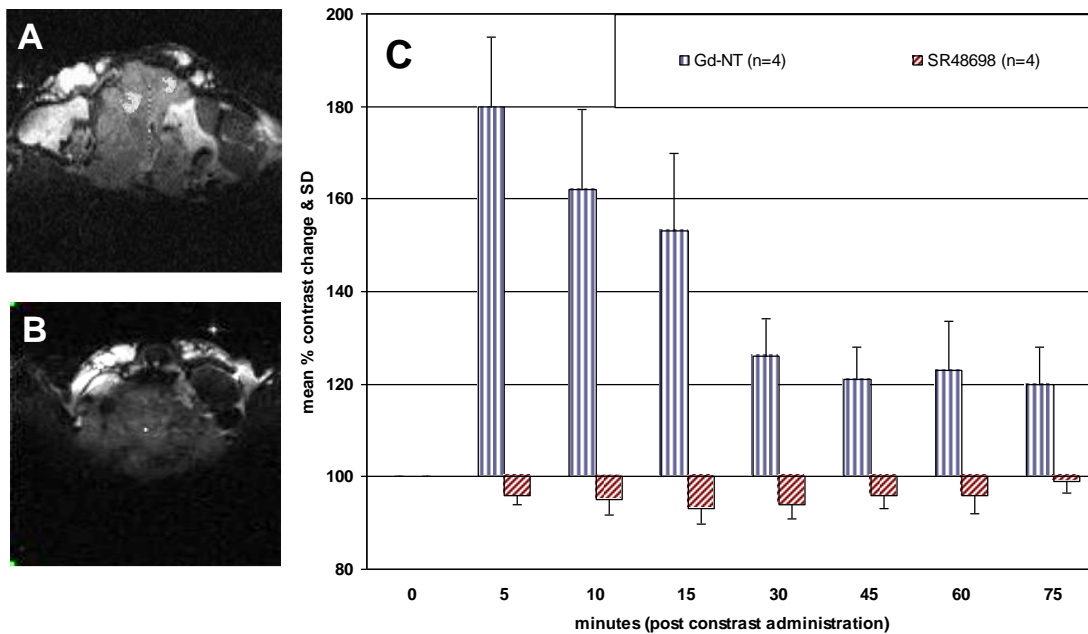 A
B
C
Gd-NT (n=4)
SR48698 (n=4)
mean % contrast change & SD
200
180
160
140
120
100
80
0 5 10 15 30 45 60 75
minutes (post constrast administration)